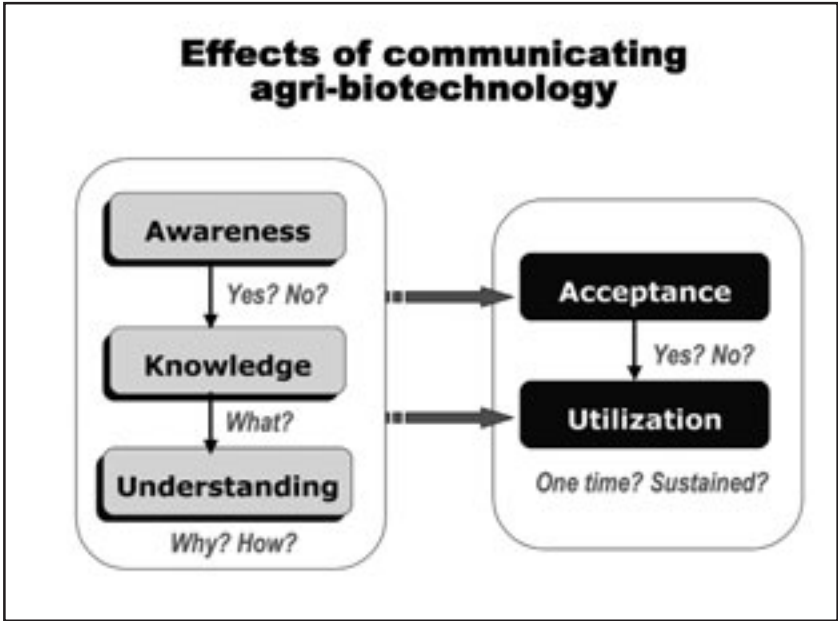 Effects of communicating
agri-biotechnology
Awareness
Yes? No?
Knowledge
What?
Understanding
Why? How?
Acceptance
Yes? No?
Utilization
One time? Sustained?